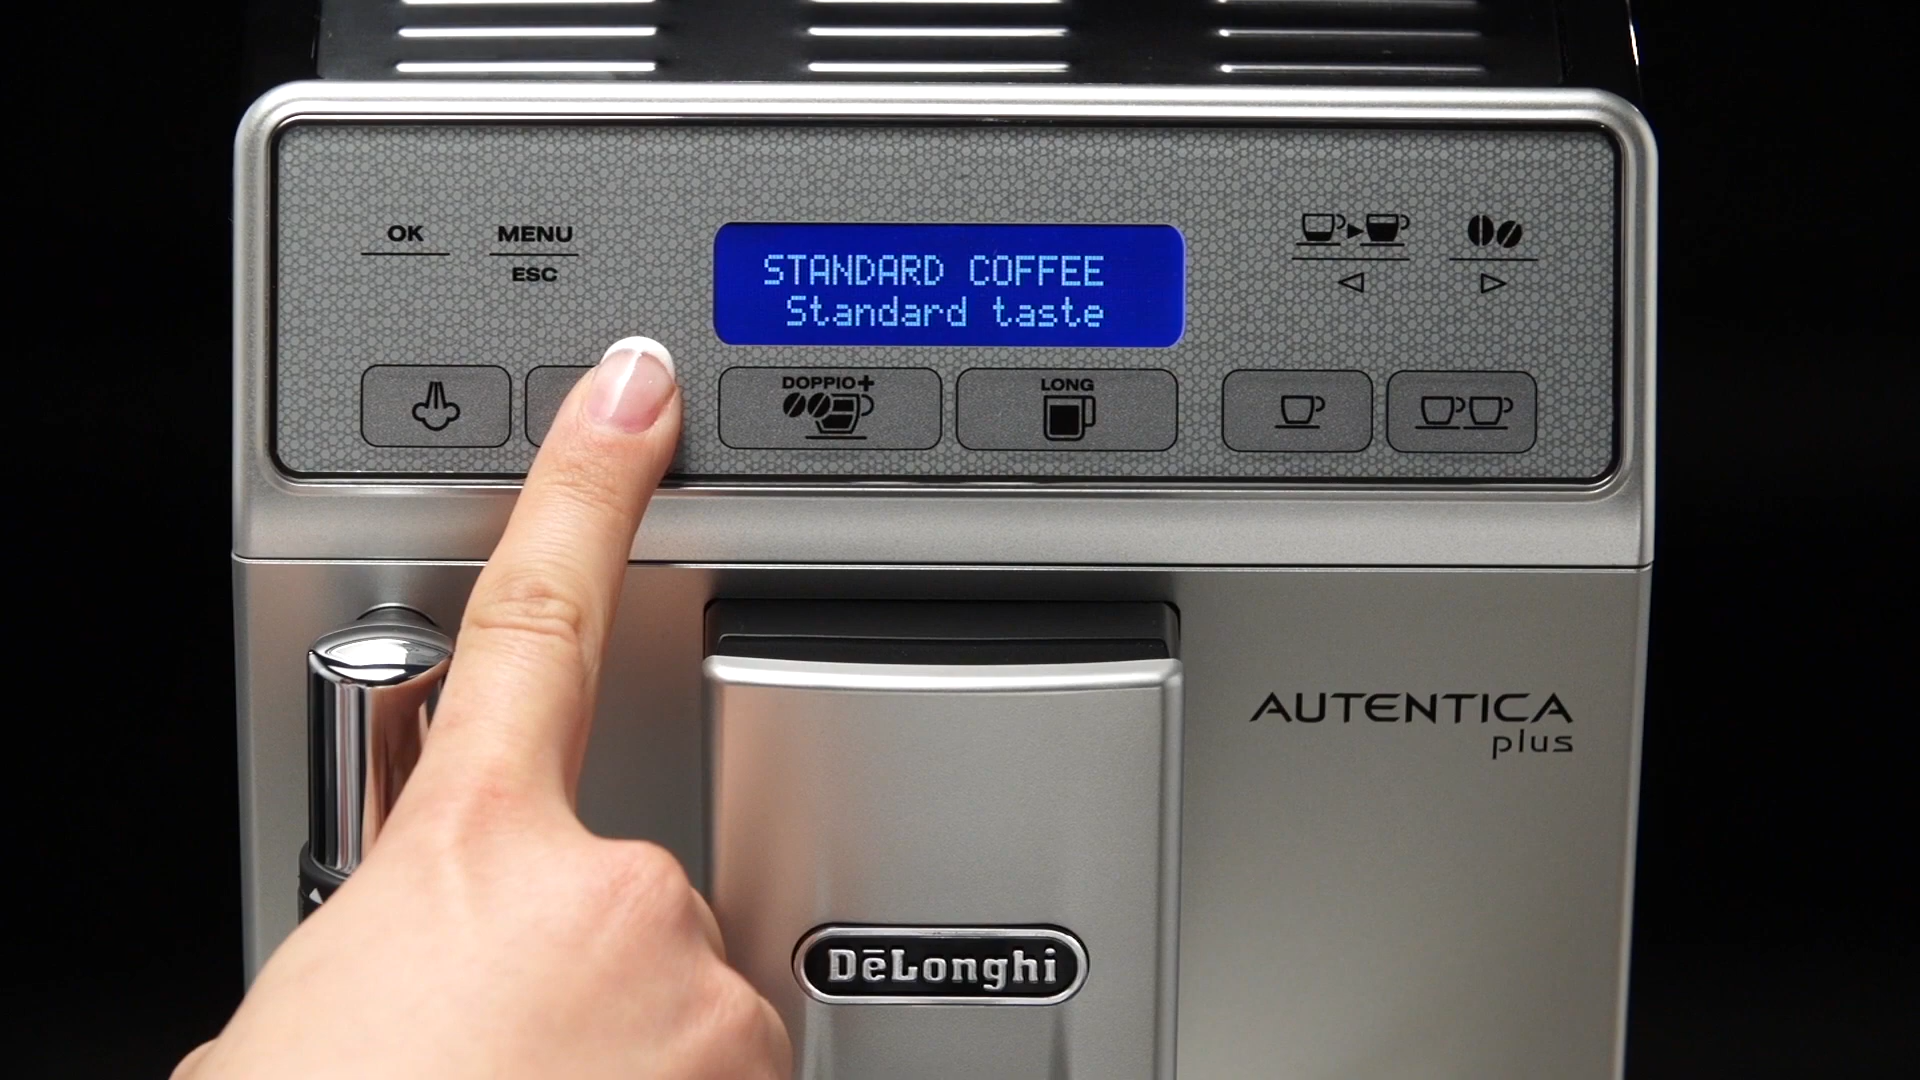 OK
MENU
ESC
STANDARD COFFEE
Standard taste
DOPPIO+
LONG
AUTENTICA
plus
DēLonghi